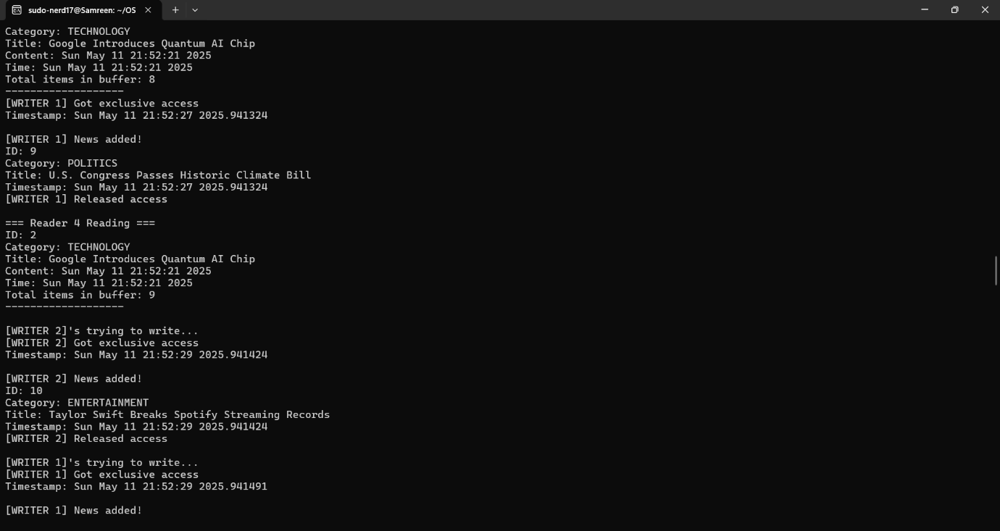 sudo-nerd17@Samreen: ~/OS
Category: TECHNOLOGY
Title: Google Introduces Quantum AI Chip
Content: Sun May 11 21:52:21 2025
Time: Sun May 11 21:52:21 2025
Total items in buffer: 8
-------------------
[WRITER 1] Got exclusive access
Timestamp: Sun May 11 21:52:27 2025.941324
[WRITER 1] News added!
ID: 9
Category: POLITICS
Title: U.S. Congress Passes Historic Climate Bill
Timestamp: Sun May 11 21:52:27 2025.941324
[WRITER 1] Released access
=== Reader 4 Reading ===
ID: 2
Category: TECHNOLOGY
Title: Google Introduces Quantum AI Chip
Content: Sun May 11 21:52:21 2025
Time: Sun May 11 21:52:21 2025
Total items in buffer: 9
-------------------
[WRITER 2]'s trying to write...
[WRITER 2] Got exclusive access
Timestamp: Sun May 11 21:52:29 2025.941424
[WRITER 2] News added!
ID: 10
Category: ENTERTAINMENT
Title: Taylor Swift Breaks Spotify Streaming Records
Timestamp: Sun May 11 21:52:29 2025.941424
[WRITER 2] Released access
[WRITER 1]'s trying to write...
[WRITER 1] Got exclusive access
Timestamp: Sun May 11 21:52:29 2025.941491
[WRITER 1] News added!